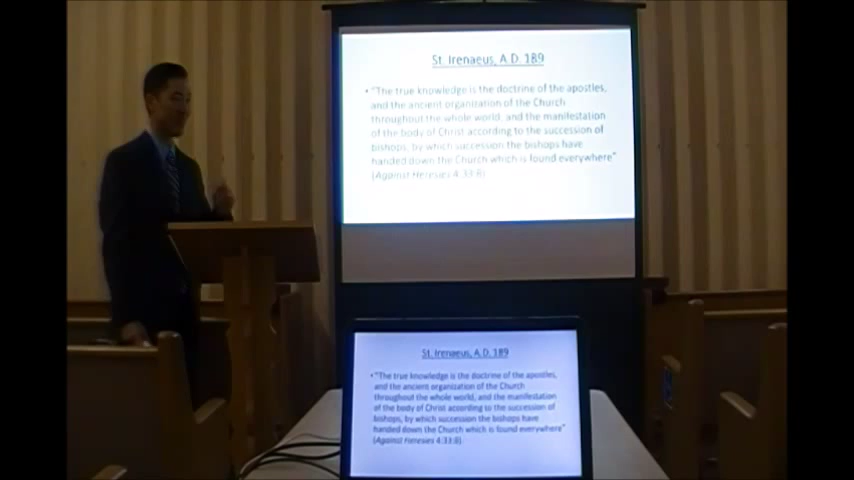 St. Irenaeus, A.D. 189
• "The true knowledge is the doctrine of the apostles,
and the ancient organization of the Church
throughout the whole world, and the manifestation
of the body of Christ according to the succession of
bishops, by which succession the bishops have
handed down the Church which is found everywhere"
(Against Heresies 4:33:8)
St. Irenaeus, A.D. 189
• "The true knowledge is the doctrine of the apostles,
and the ancient organization of the Church
throughout the whole world, and the manifestation
of the body of Christ according to the succession of
bishops, by which succession the bishops have
handed down the Church which is found everywhere"
(Against Heresies 4:33:8)